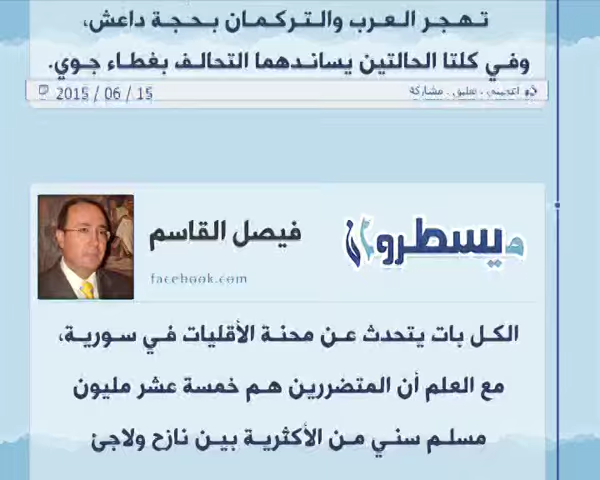 تهجر العرب والتركمان بحجة داعش،
وفي كلتا الحالتين يساندهما التحالف بغطاء جوي.
أعجبني . تعليق . مشاركة
2015 / 06 / 15
وما يسطرون
فيصل القاسم
facebook.com
الكل بات يتحدث عن محنة الأقليات في سورية،
مع العلم أن المتضررين هم خمسة عشر مليون
مسلم سني من الأكثرية بين نازح ولاجئ